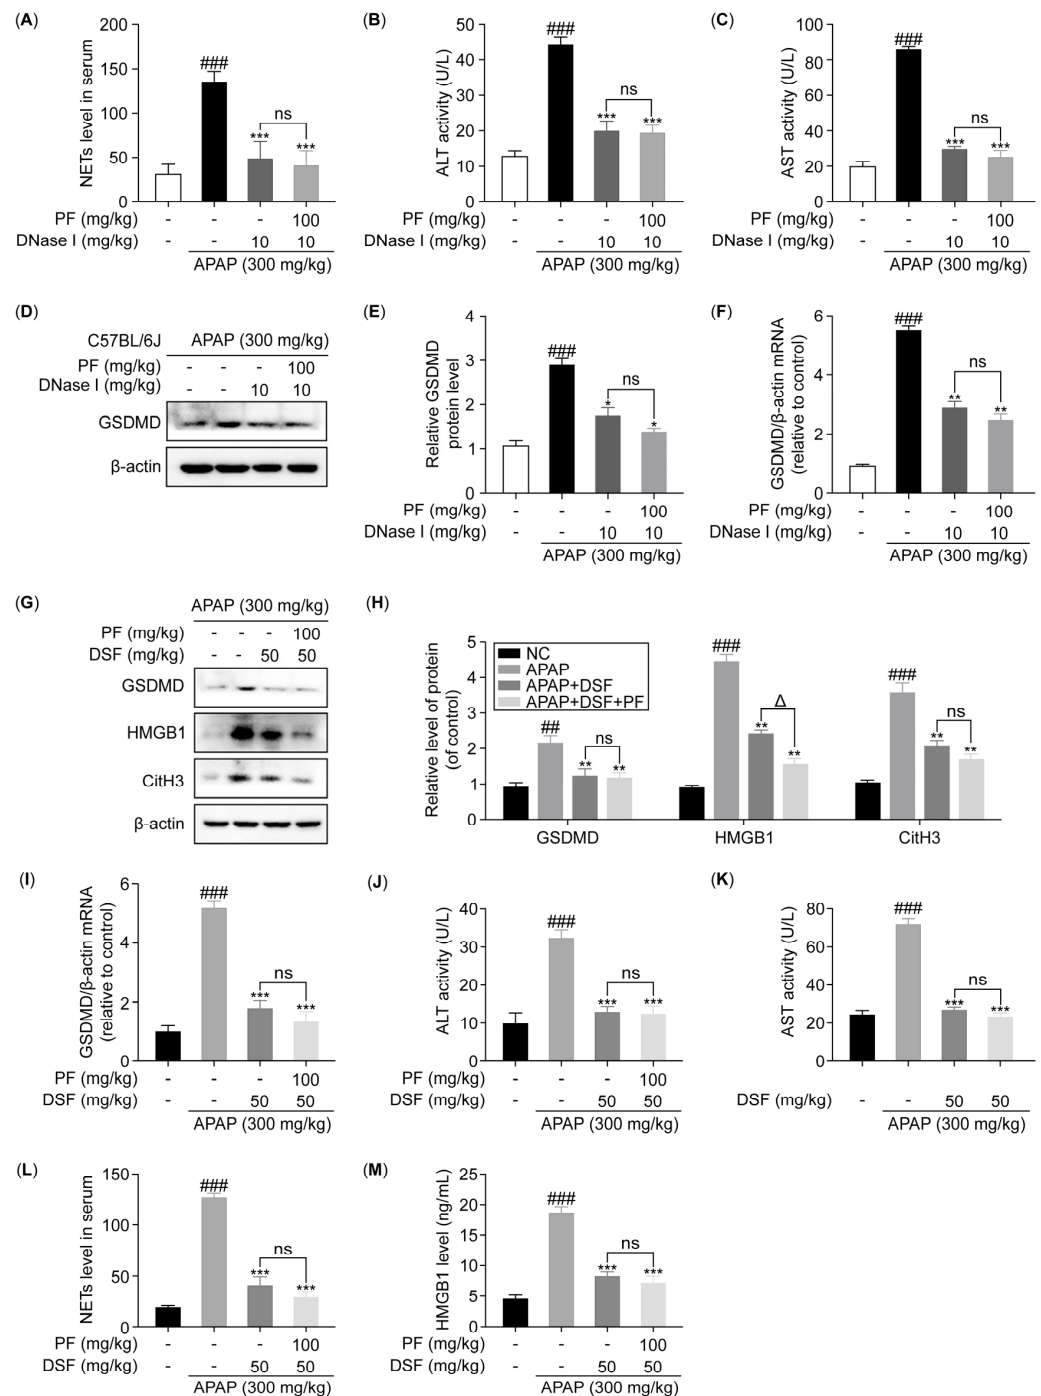 (A)
NETs level in serum
200
150
100
50
0
###
***
ns
***
PF (mg/kg) - - - 100
DNase I (mg/kg) - - 10 10
APAP (300 mg/kg)
(B)
ALT activity (U/L)
50
40
30
20
10
0
###
***
ns
***
PF (mg/kg) - - - 100
DNase I (mg/kg) - - 10 10
APAP (300 mg/kg)
(C)
AST activity (U/L)
100
80
60
40
20
0
###
***
ns
***
PF (mg/kg) - - - 100
DNase I (mg/kg) - - 10 10
APAP (300 mg/kg)
(D)
C57BL/6J APAP (300 mg/kg)
PF (mg/kg) - - - 100
DNase I (mg/kg) - - 10 10
GSDMD
β-actin
(E)
Relative GSDMD
protein level
4
3
2
1
0
###
*
ns
*
PF (mg/kg) - - - 100
DNase I (mg/kg) - - 10 10
APAP (300 mg/kg)
(F)
GSDMD/β-actin mRNA
(relative to control)
6
4
2
0
###
**
ns
**
PF (mg/kg) - - - 100
DNase I (mg/kg) - - 10 10
APAP (300 mg/kg)
(G)
APAP (300 mg/kg)
PF (mg/kg) - - - 100
DSF (mg/kg) - - 50 50
GSDMD
HMGB1
CitH3
β-actin
(H)
Relative level of protein
(of control)
5
4
3
2
1
0
NC
APAP
APAP+DSF
APAP+DSF+PF
##
**
ns
**
###
**
Δ
**
###
**
ns
**
GSDMD HMGB1 CitH3
(I)
GSDMD/β-actin mRNA
(relative to control)
6
4
2
0
###
***
ns
***
PF (mg/kg) - - - 100
DSF (mg/kg) - - 50 50
APAP (300 mg/kg)
(J)
ALT activity (U/L)
40
30
20
10
0
###
***
ns
***
PF (mg/kg) - - - 100
DSF (mg/kg) - - 50 50
APAP (300 mg/kg)
(K)
AST activity (U/L)
80
60
40
20
0
###
***
ns
***
DSF (mg/kg) - - 50 50
APAP (300 mg/kg)
(L)
NETs level in serum
150
100
50
0
###
***
ns
***
PF (mg/kg) - - - 100
DSF (mg/kg) - - 50 50
APAP (300 mg/kg)
(M)
HMGB1 level (ng/mL)
25
20
15
10
5
0
###
***
ns
***
PF (mg/kg) - - - 100
DSF (mg/kg) - - 50 50
APAP (300 mg/kg)